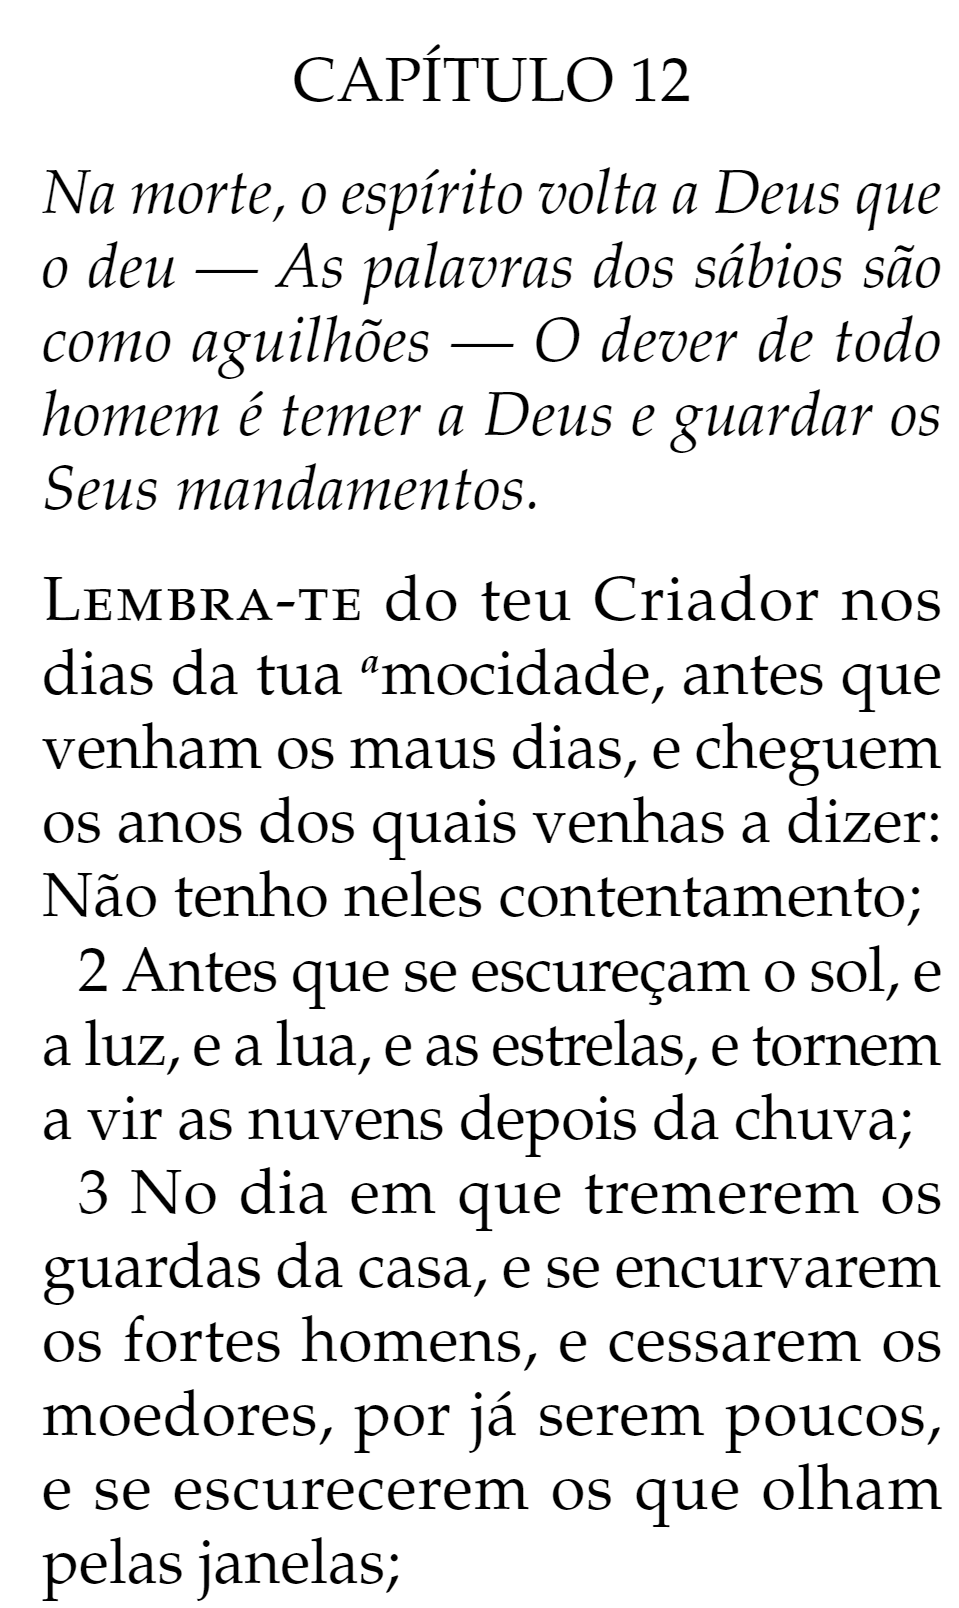 CAPÍTULO 12
Na morte, o espírito volta a Deus que
o deu — As palavras dos sábios são
como aguilhões — O dever de todo
homem é temer a Deus e guardar os
Seus mandamentos.
LEMBRA-TE do teu Criador nos
dias da tua ᵃmocidade, antes que
venham os maus dias, e cheguem
os anos dos quais venhas a dizer:
Não tenho neles contentamento;
2 Antes que se escureçam o sol, e
a luz, e a lua, e as estrelas, e tornem
a vir as nuvens depois da chuva;
3 No dia em que tremerem os
guardas da casa, e se encurvarem
os fortes homens, e cessarem os
moedores, por já serem poucos,
e se escurecerem os que olham
pelas janelas;